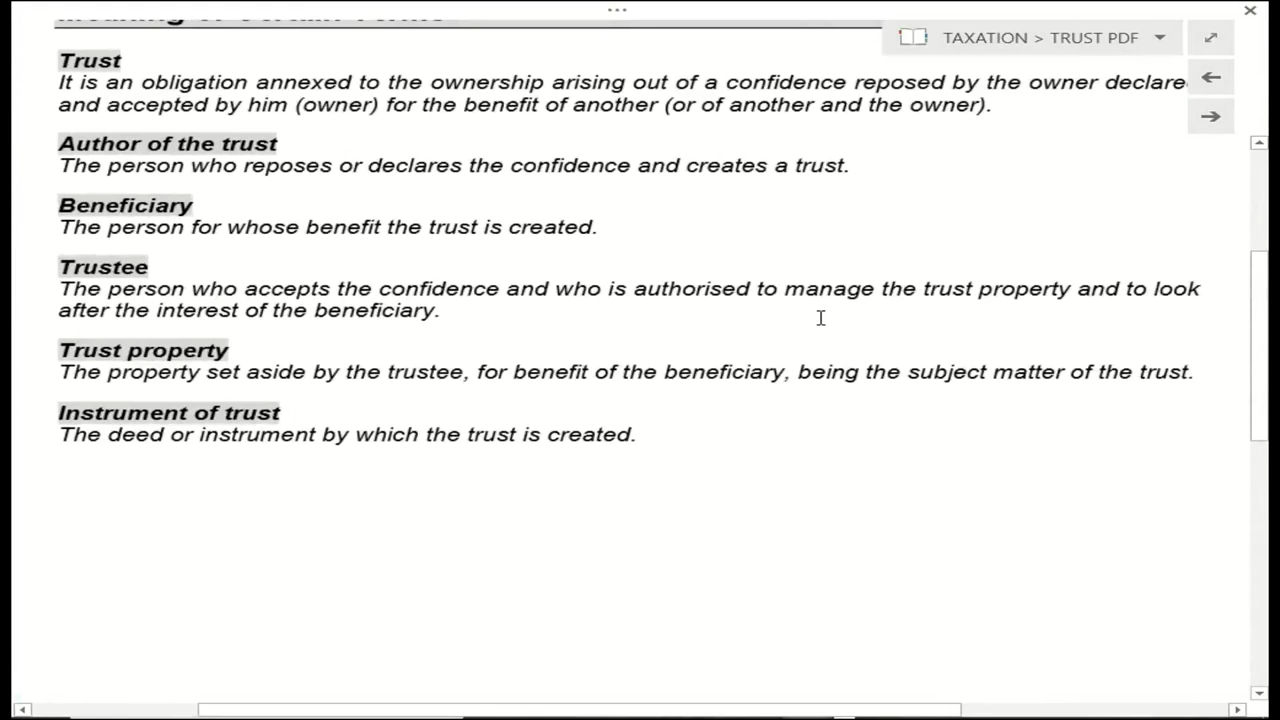 TAXATION > TRUST PDF
Trust
It is an obligation annexed to the ownership arising out of a confidence reposed by the owner declare
and accepted by him (owner) for the benefit of another (or of another and the owner).
Author of the trust
The person who reposes or declares the confidence and creates a trust.
Beneficiary
The person for whose benefit the trust is created.
Trustee
The person who accepts the confidence and who is authorised to manage the trust property and to look
after the interest of the beneficiary.
Trust property
The property set aside by the trustee, for benefit of the beneficiary, being the subject matter of the trust.
Instrument of trust
The deed or instrument by which the trust is created.